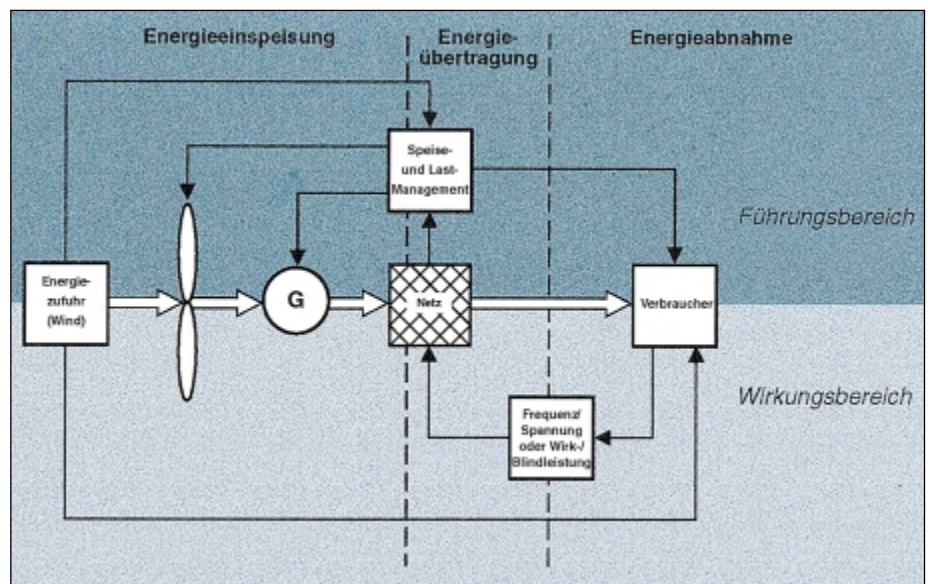 Energieeinspeisung
Energie-
übertragung
Energieabnahme
Speise-
und Last-
Management
Führungsbereich
Energie-
zufuhr
(Wind)
G
Netz
Verbraucher
Wirkungsbereich
Frequenz/
Spannung
oder Wirk-/
Blindleistung